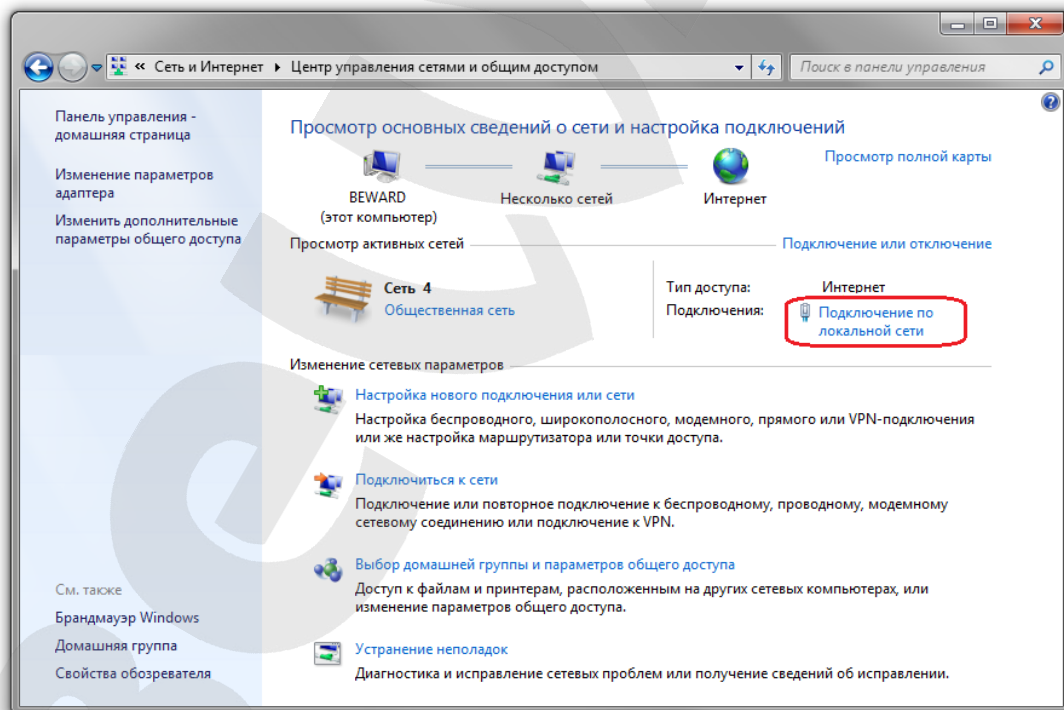 « Сеть и Интернет ▸ Центр управления сетями и общим доступом
Поиск в панели управления
Панель управления -
домашняя страница
Изменение параметров
адаптера
Изменить дополнительные
параметры общего доступа
См. также
Брандмауэр Windows
Домашняя группа
Свойства обозревателя
Просмотр основных сведений о сети и настройка подключений
Просмотр полной карты
BEWARD
(этот компьютер)
Несколько сетей
Интернет
Просмотр активных сетей
Подключение или отключение
Сеть 4
Общественная сеть
Тип доступа: Интернет
Подключения: Подключение по
локальной сети
Изменение сетевых параметров
Настройка нового подключения или сети
Настройка беспроводного, широкополосного, модемного, прямого или VPN-подключения
или же настройка маршрутизатора или точки доступа.
Подключиться к сети
Подключение или повторное подключение к беспроводному, проводному, модемному
сетевому соединению или подключение к VPN.
Выбор домашней группы и параметров общего доступа
Доступ к файлам и принтерам, расположенным на других сетевых компьютерах, или
изменение параметров общего доступа.
Устранение неполадок
Диагностика и исправление сетевых проблем или получение сведений об исправлении.